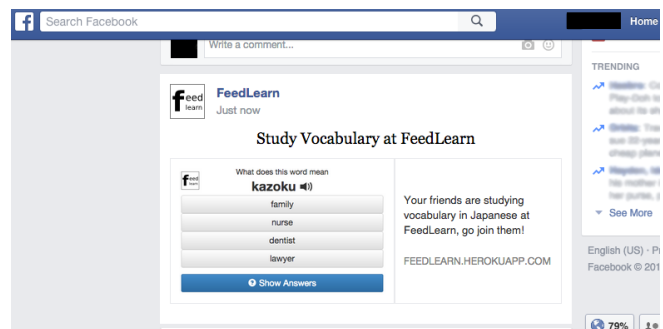 f Search Facebook
Home
Write a comment...
TRENDING
feed
learn
FeedLearn
Just now
Study Vocabulary at FeedLearn
feed
learn
What does this word mean
kazoku
family
nurse
dentist
lawyer
Show Answers
Your friends are studying
vocabulary in Japanese at
FeedLearn, go join them!
FEEDLEARN.HEROKUAPP.COM
See More
English (US) · P
Facebook © 201
79%